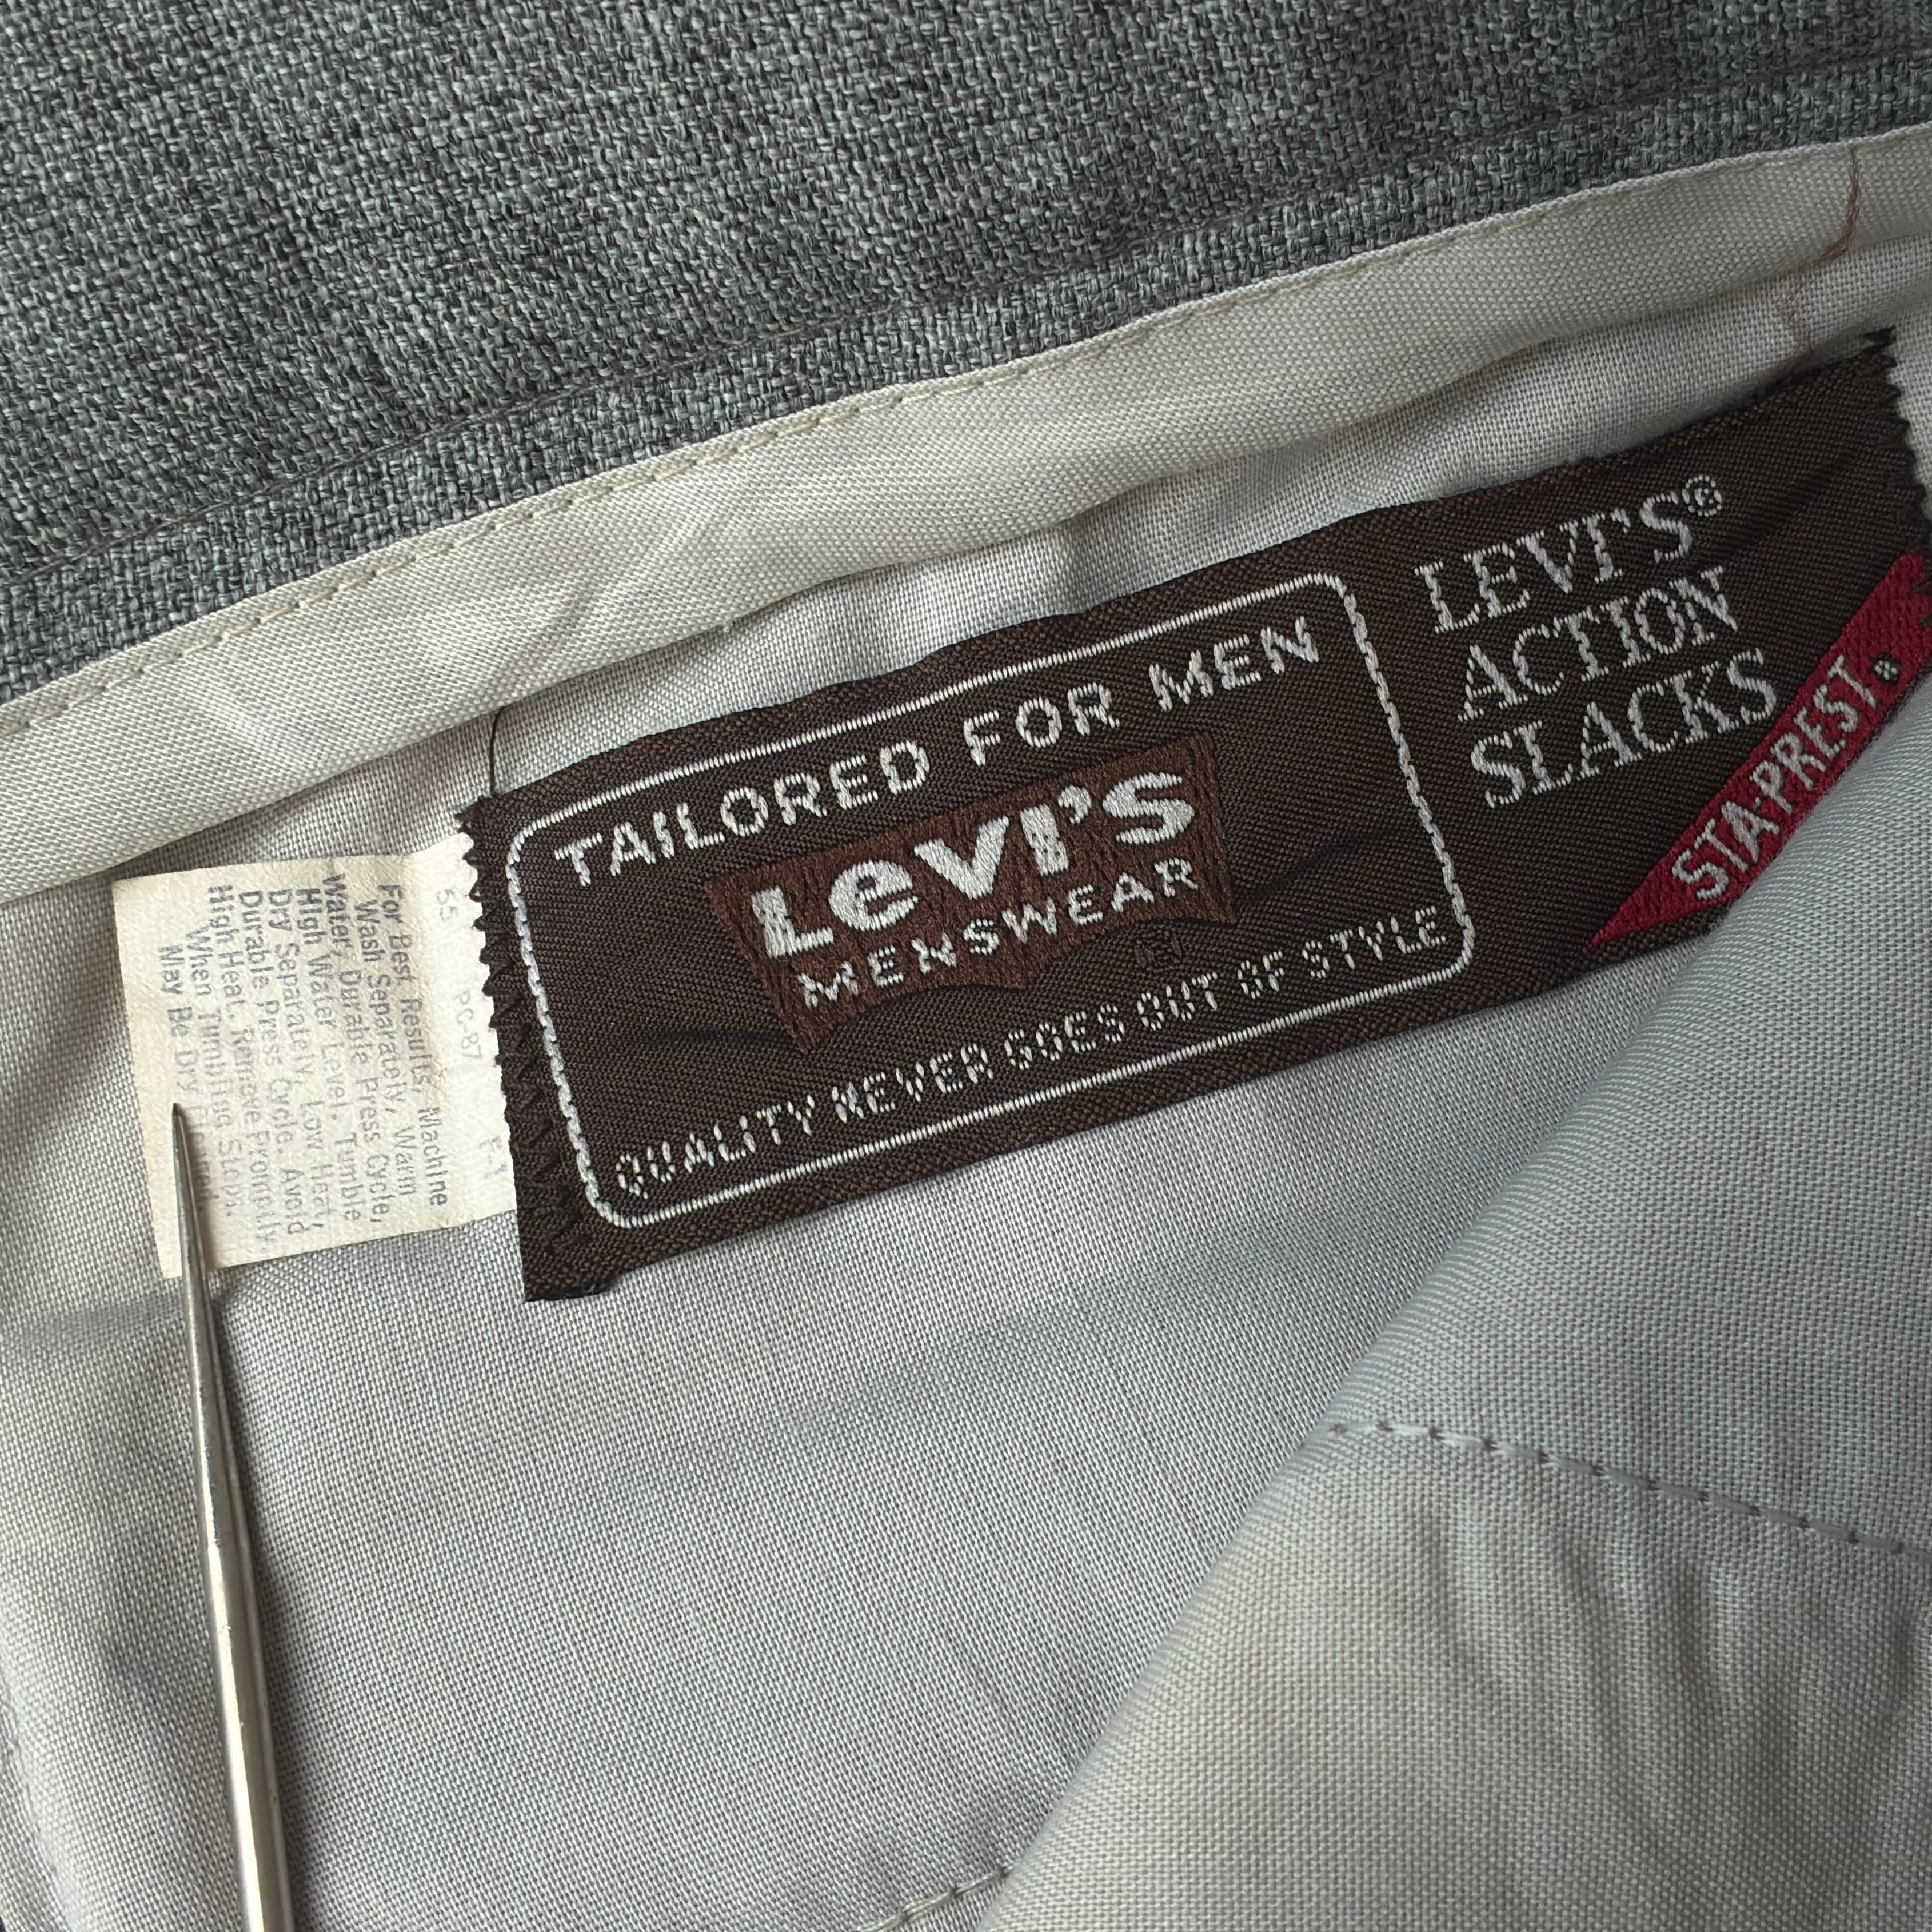 TAILORED FOR MEN
Levi's
MENSWEAR
QUALITY NEVER GOES OUT OF STYLE
LEVI'S®
ACTION
SLACKS
STA-PREST®
PC-87
For Best Results, Machine
Wash Separately, Warm
Water, Durable Press Cycle,
High Water Level. Tumble
Dry Separately, Low Heat,
Durable Press Cycle. Avoid
High Heat. Remove Promptly
When Tumbling Stops.
May Be Dry